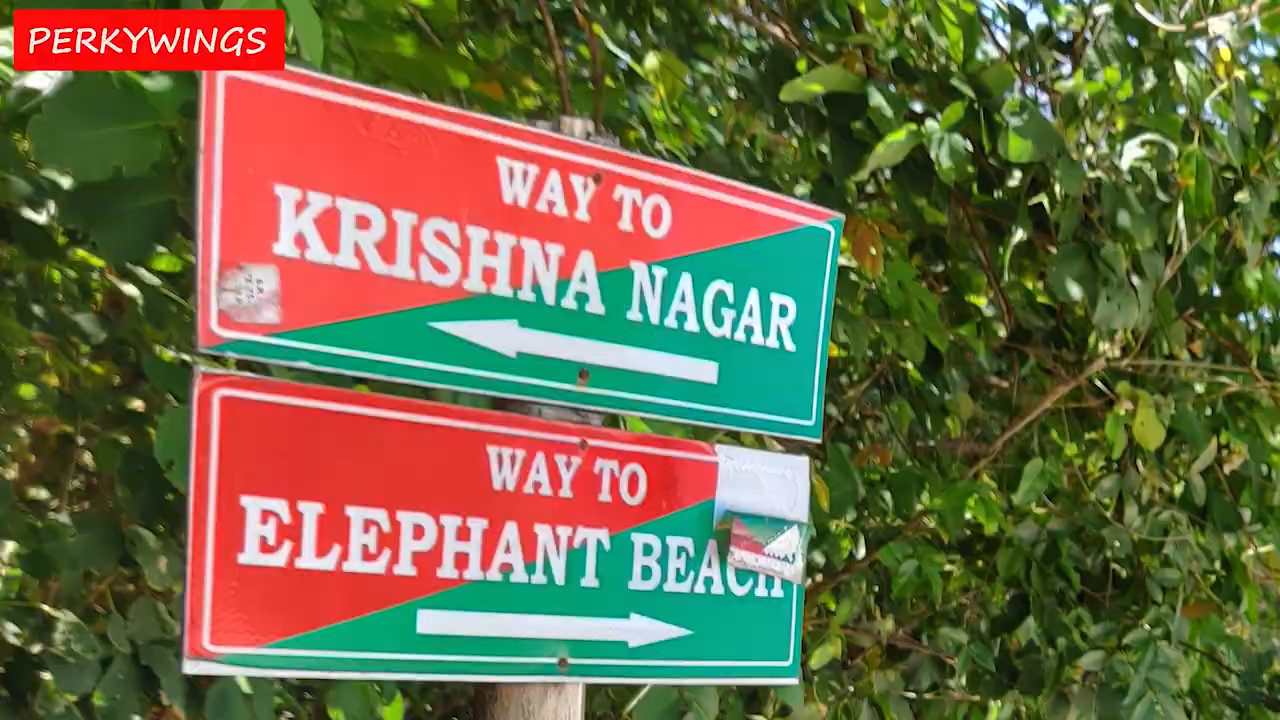 PERKYWINGS
WAY TO
KRISHNA NAGAR
WAY TO
ELEPHANT BEACH